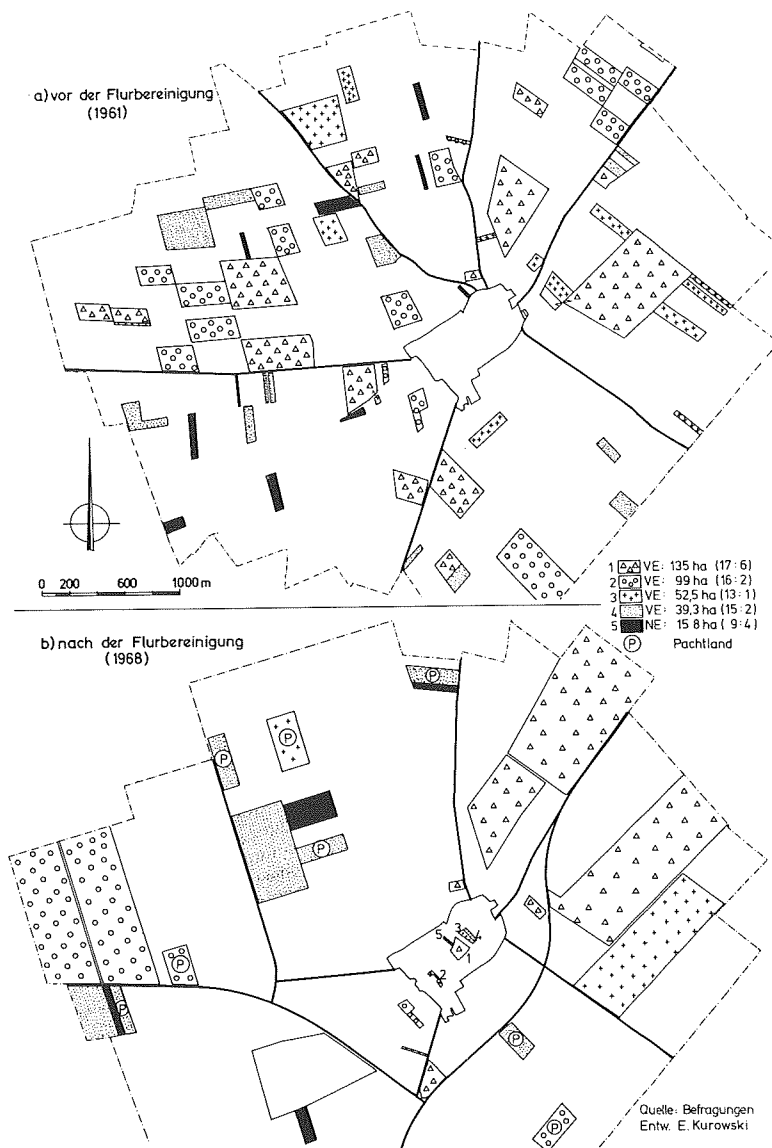 a) vor der Flurbereinigung
(1961)
0 200 600 1000 m
1 VE: 135 ha (17:6)
2 VE: 99 ha (16:2)
3 VE: 52,5 ha (13:1)
4 VE: 39,3 ha (15:2)
5 NE: 15 8 ha ( 9:4)
P Pachtland
b) nach der Flurbereinigung
(1968)
P
P
P
P
P
P
3
4
5
1
2
P
P
Quelle: Befragungen
Entw. E. Kurowski